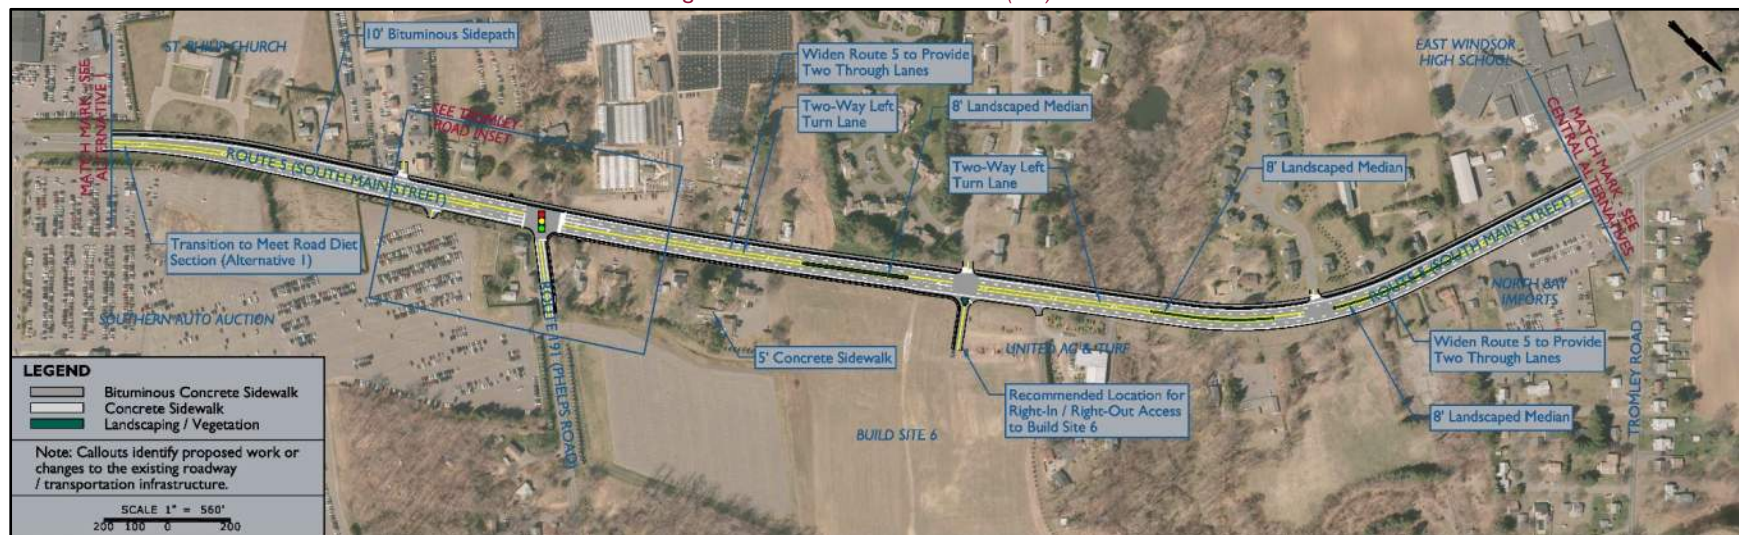 ST. PHILIP CHURCH
10' Bituminous Sidepath
MATCH MARK - SEE
ALTERNATIVE 1
SEE TROMLEY
ROAD INSET
Widen Route 5 to Provide
Two Through Lanes
Two-Way Left
Turn Lane
8' Landscaped Median
Two-Way Left
Turn Lane
8' Landscaped Median
EAST WINDSOR
HIGH SCHOOL
MATCH MARK - SEE
CENTRAL ALTERNATIVES
ROUTE 5 (SOUTH MAIN STREET)
ROUTE 5 (SOUTH MAIN STREET)
Transition to Meet Road Diet
Section (Alternative 1)
SOUTHERN AUTO AUCTION
ROUTE 191 (PHELPS ROAD)
5' Concrete Sidewalk
UNITED AG & TURF
NORTH BAY
IMPORTS
Widen Route 5 to Provide
Two Through Lanes
Recommended Location for
Right-In / Right-Out Access
to Build Site 6
8' Landscaped Median
BUILD SITE 6
TROMLEY ROAD
LEGEND
Bituminous Concrete Sidewalk
Concrete Sidewalk
Landscaping / Vegetation
Note: Callouts identify proposed work or
changes to the existing roadway
/ transportation infrastructure.
SCALE 1" = 560'
200 100 0 200